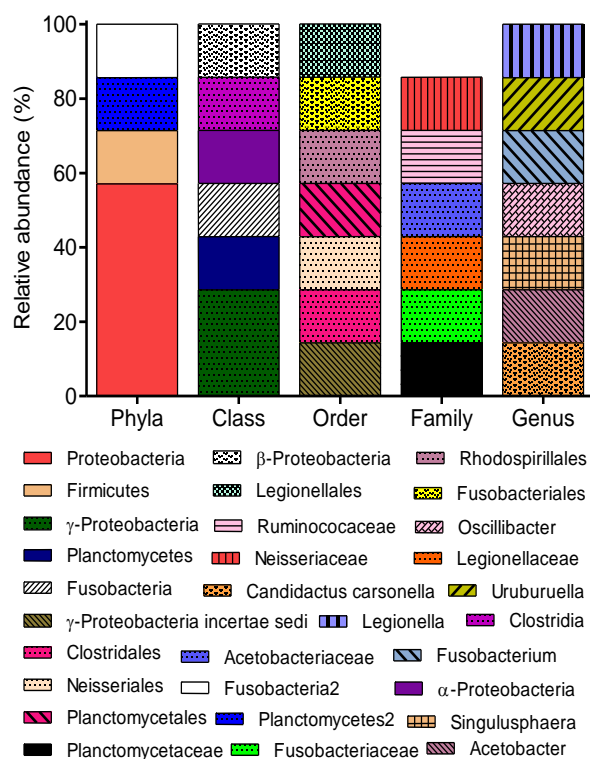 100
80
60
40
20
0
Relative abundance (%)
Phyla Class Order Family Genus
Proteobacteria β-Proteobacteria Rhodospirillales
Firmicutes Legionellales Fusobacteriales
γ-Proteobacteria Ruminococaceae Oscillibacter
Planctomycetes Neisseriaceae Legionellaceae
Fusobacteria Candidactus carsonella Uruburuella
γ-Proteobacteria incertae sedi Legionella Clostridia
Clostridales Acetobacteriaceae Fusobacterium
Neisseriales Fusobacteria2 α-Proteobacteria
Planctomycetales Planctomycetes2 Singulusphaera
Planctomycetaceae Fusobacteriaceae Acetobacter